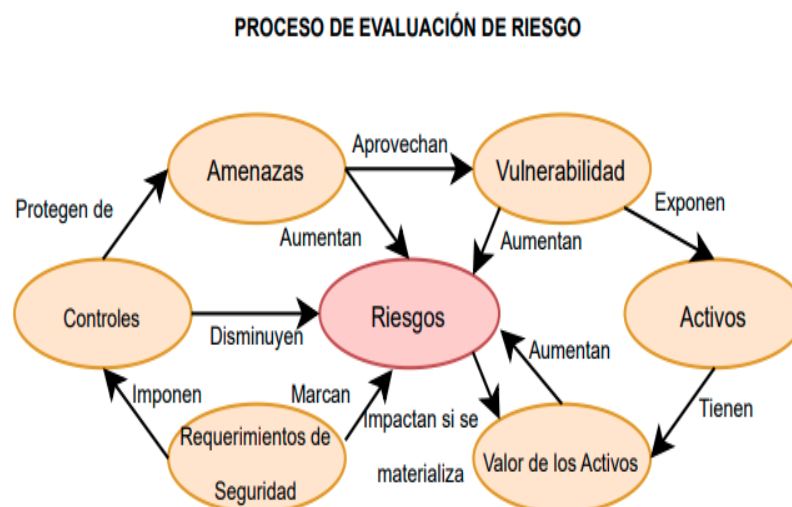 PROCESO DE EVALUACIÓN DE RIESGO
Aprovechan
Amenazas
Vulnerabilidad
Protegen de
Aumentan
Aumentan
Exponen
Controles
Disminuyen
Riesgos
Activos
Aumentan
Imponen
Marcan
Impactan si se
materializa
Tienen
Requerimientos de
Seguridad
Valor de los Activos